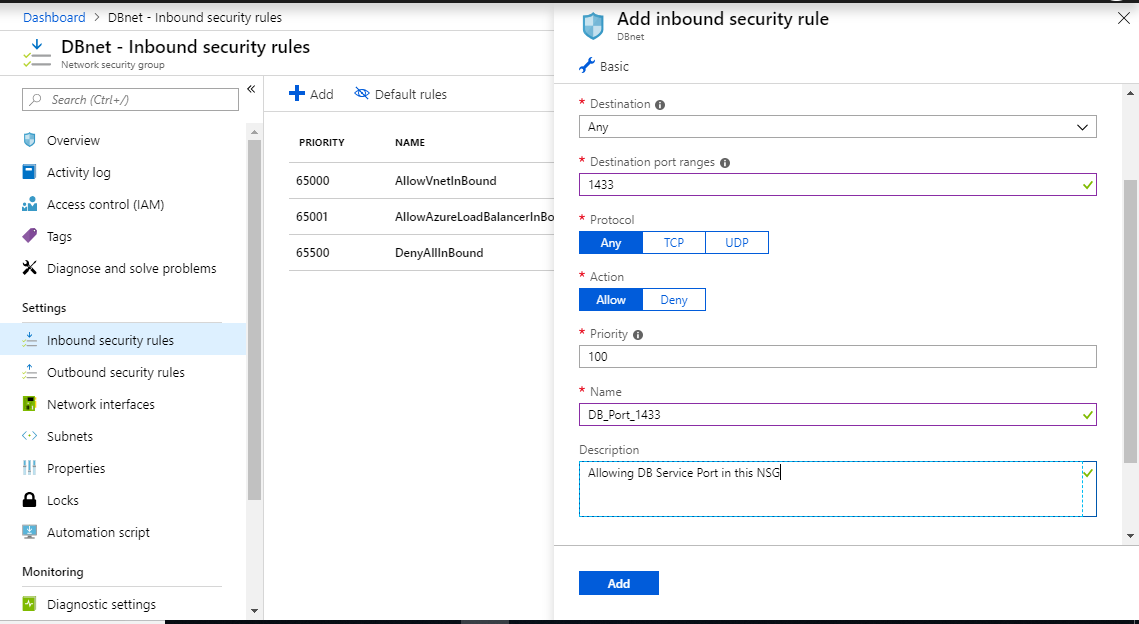 Dashboard > DBnet - Inbound security rules
DBnet - Inbound security rules
Network security group
Search (Ctrl+/)
Overview
Activity log
Access control (IAM)
Tags
Diagnose and solve problems
Settings
Inbound security rules
Outbound security rules
Network interfaces
Subnets
Properties
Locks
Automation script
Monitoring
Diagnostic settings
Add Default rules
PRIORITY NAME
65000 AllowVnetInBound
65001 AllowAzureLoadBalancerInBo
65500 DenyAllInBound
Add inbound security rule
DBnet
Basic
* Destination
Any
* Destination port ranges
1433
* Protocol
Any TCP UDP
* Action
Allow Deny
* Priority
100
* Name
DB_Port_1433
Description
Allowing DB Service Port in this NSG
Add